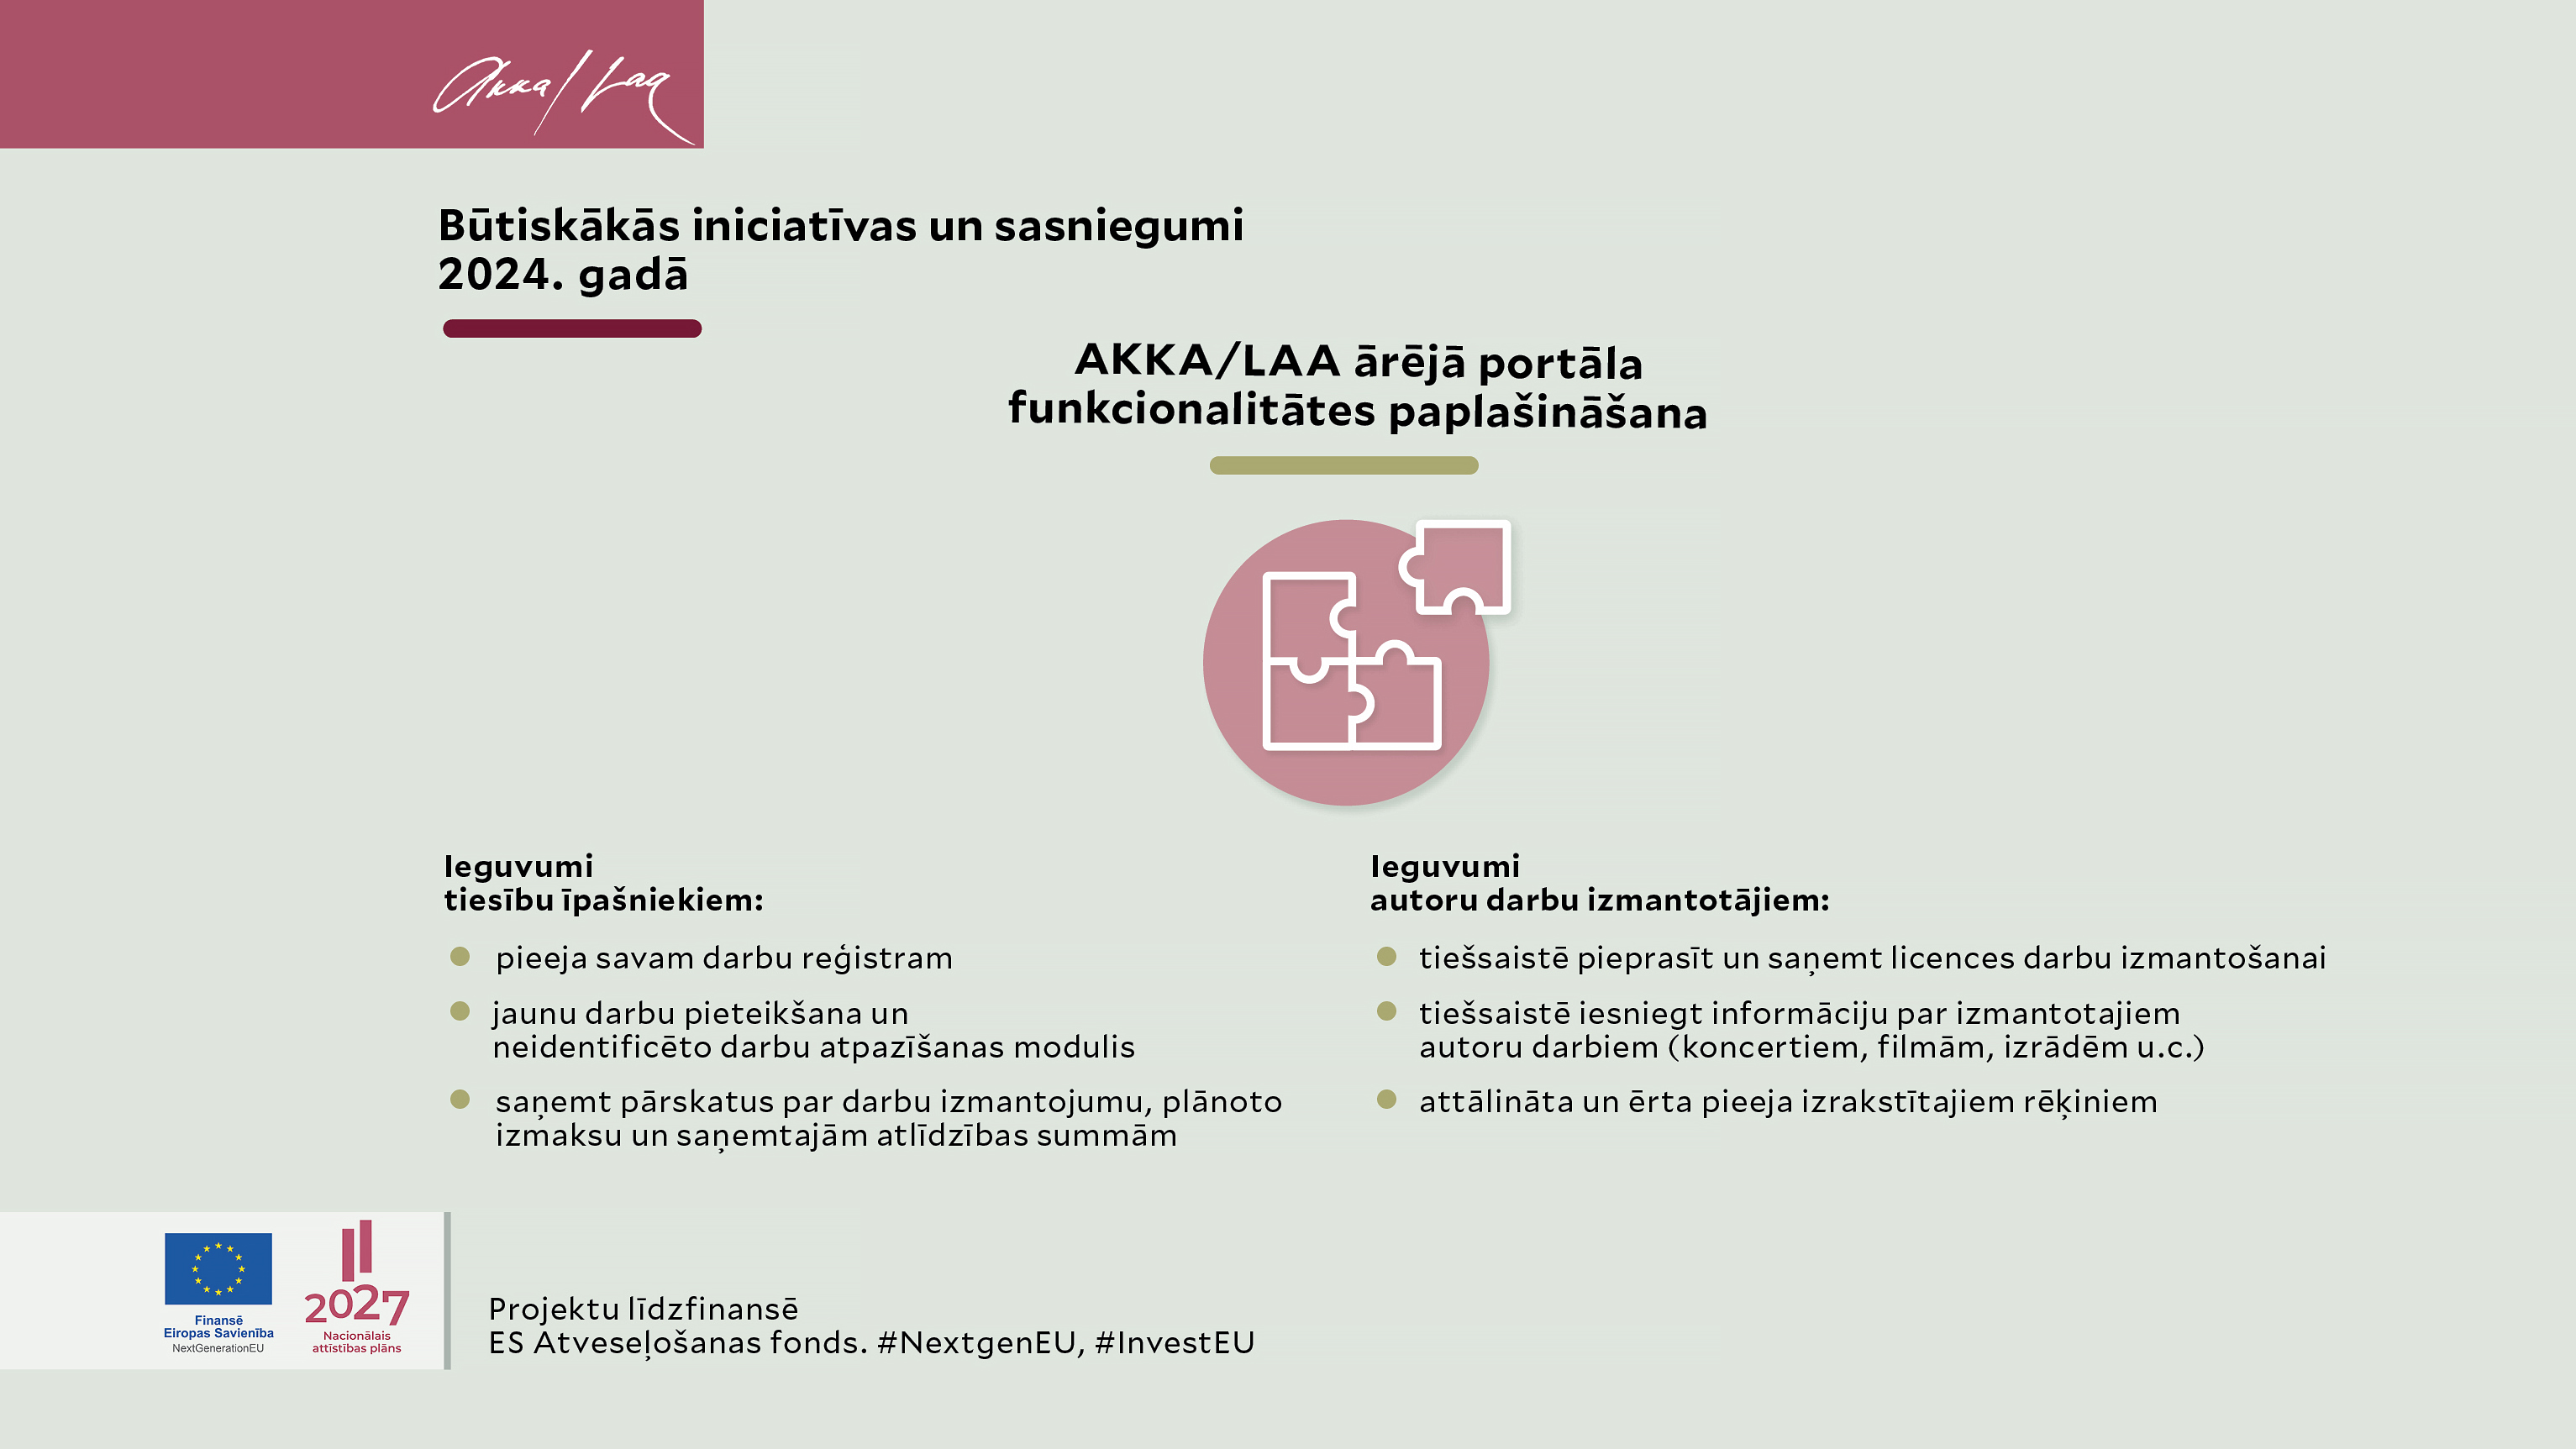 Akka/Laa
Būtiskākās iniciatīvas un sasniegumi
2024. gadā
AKKA/LAA ārējā portāla
funkcionalitātes paplašināšana
Ieguvumi
tiesību īpašniekiem:
pieeja savam darbu reģistram
jaunu darbu pieteikšana un
neidentificēto darbu atpazīšanas modulis
saņemt pārskatus par darbu izmantojumu, plānoto
izmaksu un saņemtajām atlīdzības summām
Ieguvumi
autoru darbu izmantotājiem:
tiešsaistē pieprasīt un saņemt licences darbu izmantošanai
tiešsaistē iesniegt informāciju par izmantotajiem
autoru darbiem (koncertiem, filmām, izrādēm u.c.)
attālināta un ērta pieeja izrakstītajiem rēķiniem
Finansē
Eiropas Savienība
NextGenerationEU
2027
Nacionālais
attīstības plāns
Projektu līdzfinansē
ES Atveseļošanas fonds. #NextgenEU, #InvestEU